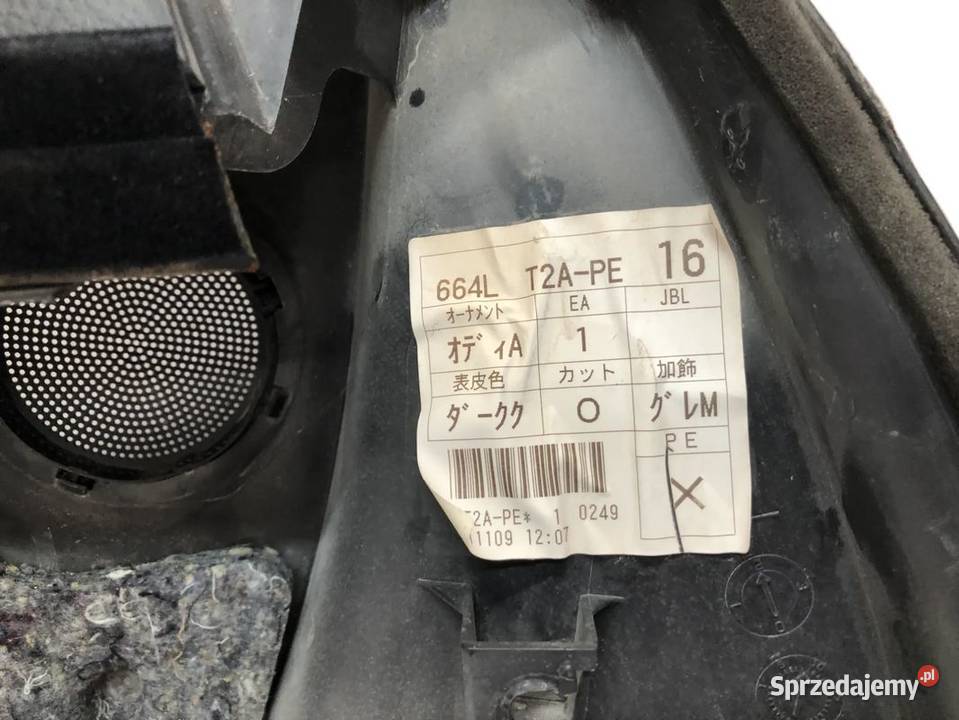 664L T2A-PE 16
オーナメント EA JBL
オディA 1
表皮色 カット 加飾
ダークク O グレM
PE
×
T2A-PE* 1 0249
1109 12:07
Sprzedajemy.pl